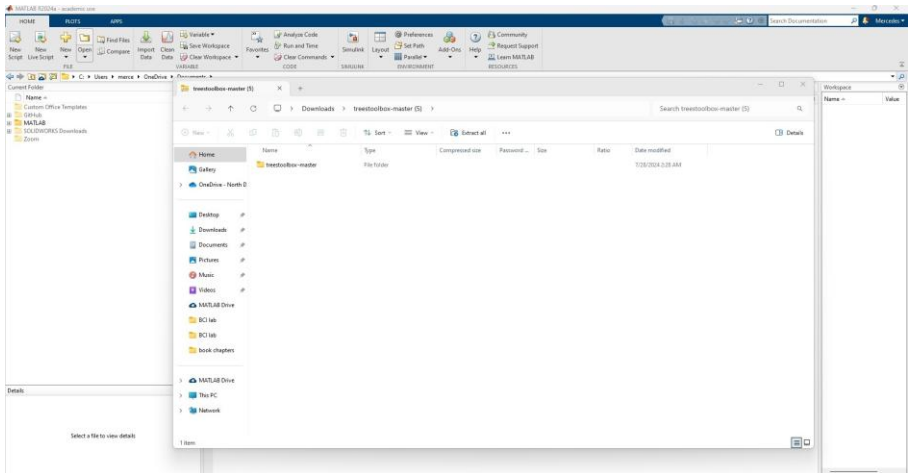 MATLAB R2024a - academic use
HOME PLOTS APPS
Search Documentation
Mercedes
New Script
New Live Script
New
Open
Find Files
Compare
Import Data
Clean Data
Variable
Save Workspace
Clear Workspace
Favorites
Analyze Code
Run and Time
Clear Commands
Simulink
Layout
Preferences
Set Path
Parallel
Add-Ons
Help
Community
Request Support
Learn MATLAB
FILE VARIABLE CODE SIMULINK ENVIRONMENT RESOURCES
C: Users merce OneDrive Documents
Current Folder
Name
Custom Office Templates
GitHub
MATLAB
SOLIDWORKS Downloads
Zoom
Details
Select a file to view details
Workspace
Name Value
treestoolbox-master (5)
Downloads > treestoolbox-master (5) >
Search treestoolbox-master (5)
New Sort View Extract all ... Details
Name Type Compressed size Password ... Size Ratio Date modified
treestoolbox-master File folder 7/28/2024 3:28 AM
Home
Gallery
OneDrive - North D
Desktop
Downloads
Documents
Pictures
Music
Videos
MATLAB Drive
BCI lab
BCI lab
book chapters
MATLAB Drive
This PC
Network
1 item